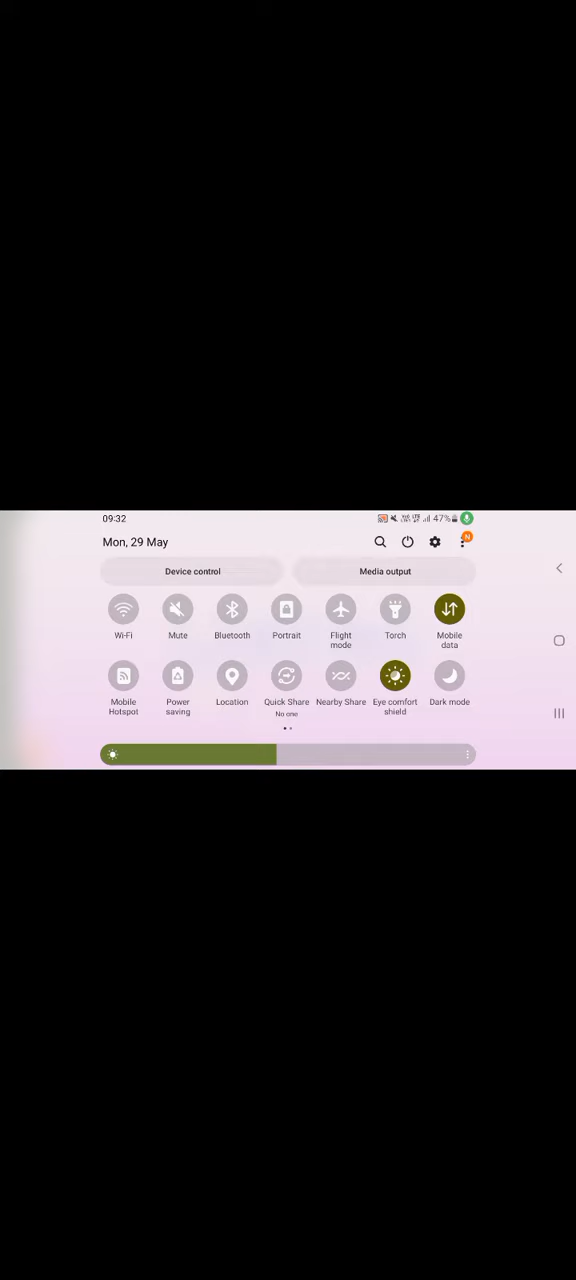 09:32
47%
Mon, 29 May
N
Device control
Media output
Wi-Fi
Mute
Bluetooth
Portrait
Flight
mode
Torch
Mobile
data
Mobile
Hotspot
Power
saving
Location
Quick Share
No one
Nearby Share
Eye comfort
shield
Dark mode